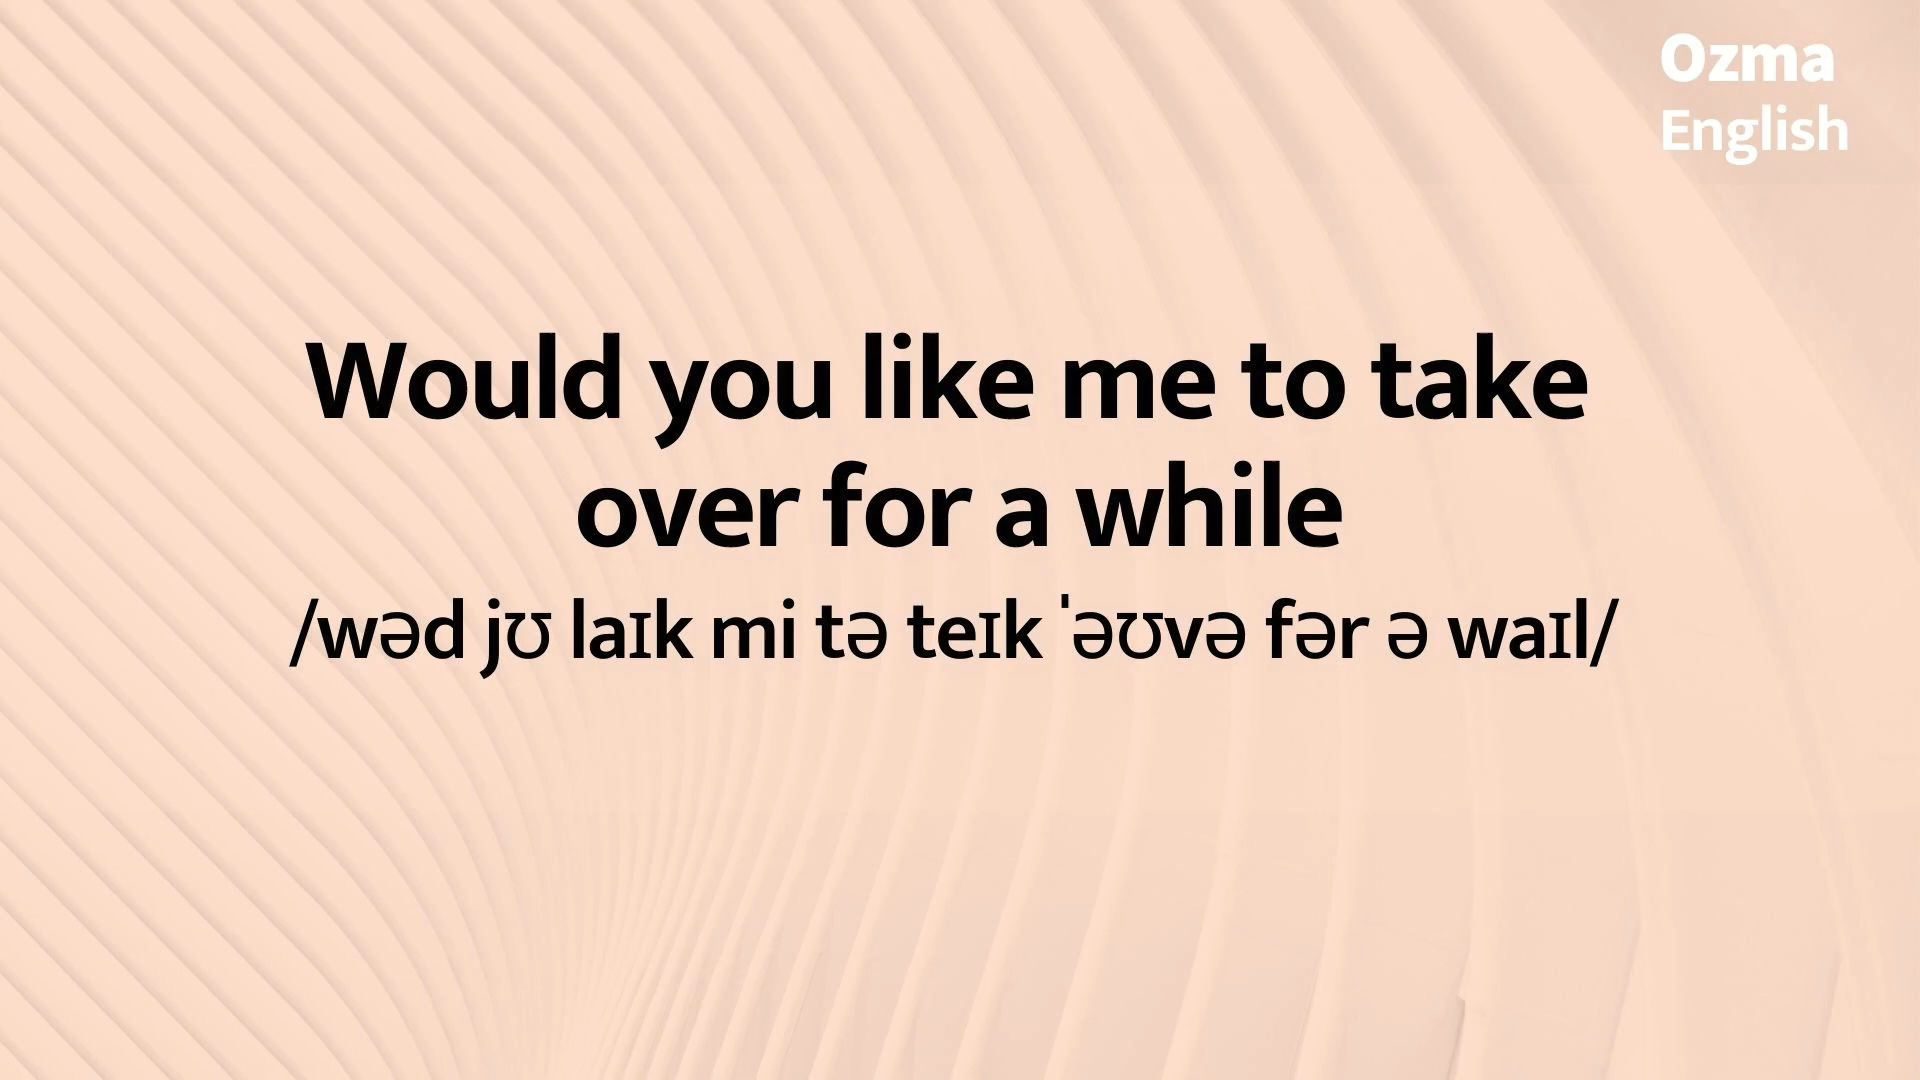 Ozma
English
Would you like me to take
over for a while
/wəd jʊ laɪk mi tə teɪk ˈəʊvə fər ə waɪl/